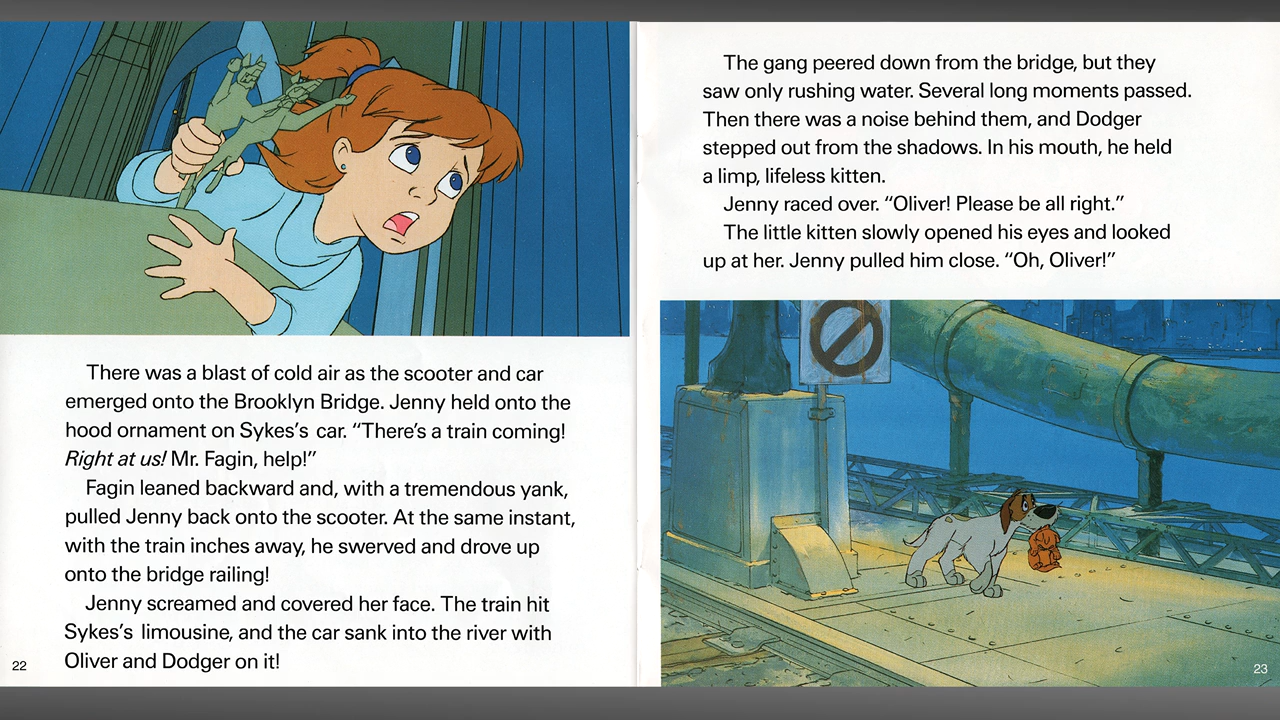 There was a blast of cold air as the scooter and car
emerged onto the Brooklyn Bridge. Jenny held onto the
hood ornament on Sykes's car. “There's a train coming!
Right at us! Mr. Fagin, help!”
Fagin leaned backward and, with a tremendous yank,
pulled Jenny back onto the scooter. At the same instant,
with the train inches away, he swerved and drove up
onto the bridge railing!
Jenny screamed and covered her face. The train hit
Sykes's limousine, and the car sank into the river with
Oliver and Dodger on it!
22
The gang peered down from the bridge, but they
saw only rushing water. Several long moments passed.
Then there was a noise behind them, and Dodger
stepped out from the shadows. In his mouth, he held
a limp, lifeless kitten.
Jenny raced over. “Oliver! Please be all right.”
The little kitten slowly opened his eyes and looked
up at her. Jenny pulled him close. “Oh, Oliver!”
23